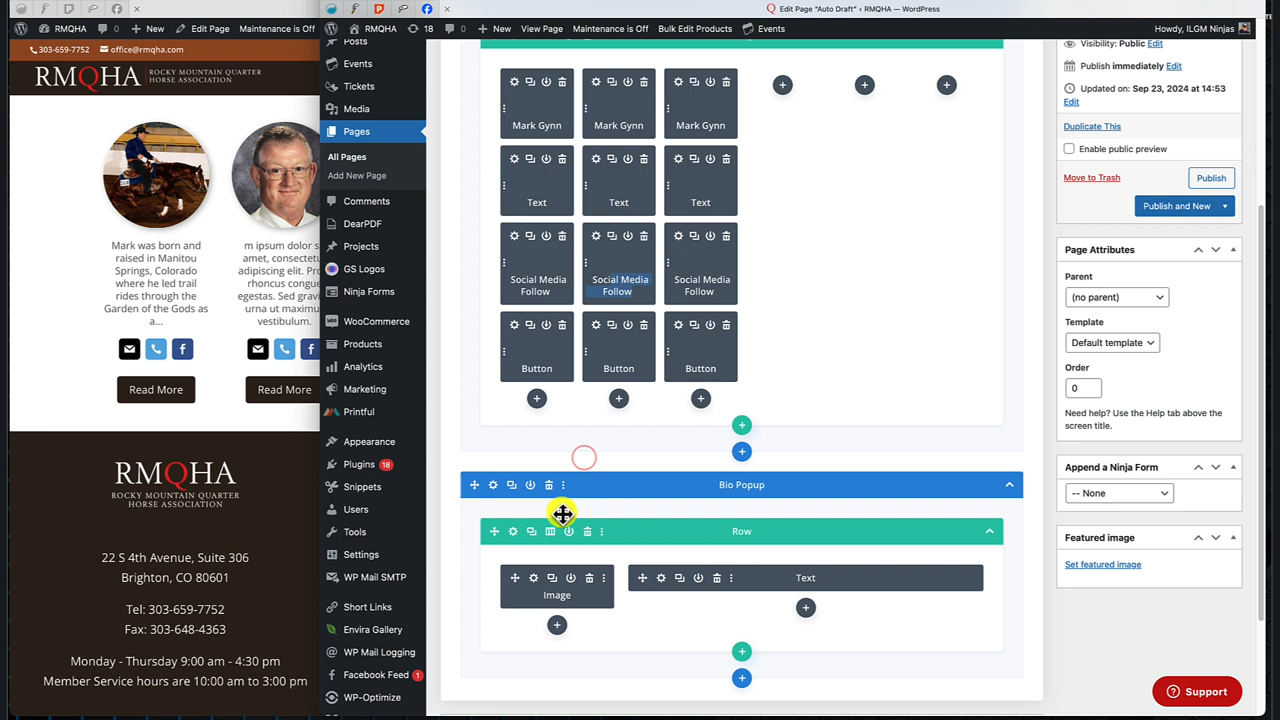 Edit Page "Auto Draft" ‹ RMQHA — WordPress
RMQHA
0
New
Edit Page
Maintenance is Off
RMQHA
18
0
New
View Page
Maintenance is Off
Bulk Edit Products
Events
Howdy, ILGM Ninjas
303-659-7752
office@rmqha.com
RMQHA
ROCKY MOUNTAIN QUARTER
HORSE ASSOCIATION
Mark was born and
raised in Manitou
Springs, Colorado
where he led trail
rides through the
Garden of the Gods as
a...
Read More
m ipsum dolor s
amet, consectetu
adipiscing elit. Pro
rhoncus congue
egestas. Sed gravi
urna ut maximu
vestibulum.
Read More
RMQHA
ROCKY MOUNTAIN QUARTER
HORSE ASSOCIATION
22 S 4th Avenue, Suite 306
Brighton, CO 80601
Tel: 303-659-7752
Fax: 303-648-4363
Monday - Thursday 9:00 am - 4:30 pm
Member Service hours are 10:00 am to 3:00 pm
Posts
Events
Tickets
Media
Pages
All Pages
Add New Page
Comments
DearPDF
Projects
GS Logos
Ninja Forms
WooCommerce
Products
Analytics
Marketing
Printful
Appearance
Plugins 18
Snippets
Users
Tools
Settings
WP Mail SMTP
Short Links
Envira Gallery
WP Mail Logging
Facebook Feed 1
WP-Optimize
Mark Gynn
Mark Gynn
Mark Gynn
Text
Text
Text
Social Media
Follow
Social Media
Follow
Social Media
Follow
Button
Button
Button
Bio Popup
Row
Image
Text
Visibility: Public Edit
Publish immediately Edit
Updated on: Sep 23, 2024 at 14:53
Edit
Duplicate This
Enable public preview
Move to Trash
Publish
Publish and New
Page Attributes
Parent
(no parent)
Template
Default template
Order
0
Need help? Use the Help tab above the
screen title.
Append a Ninja Form
-- None
Featured image
Set featured image
Support